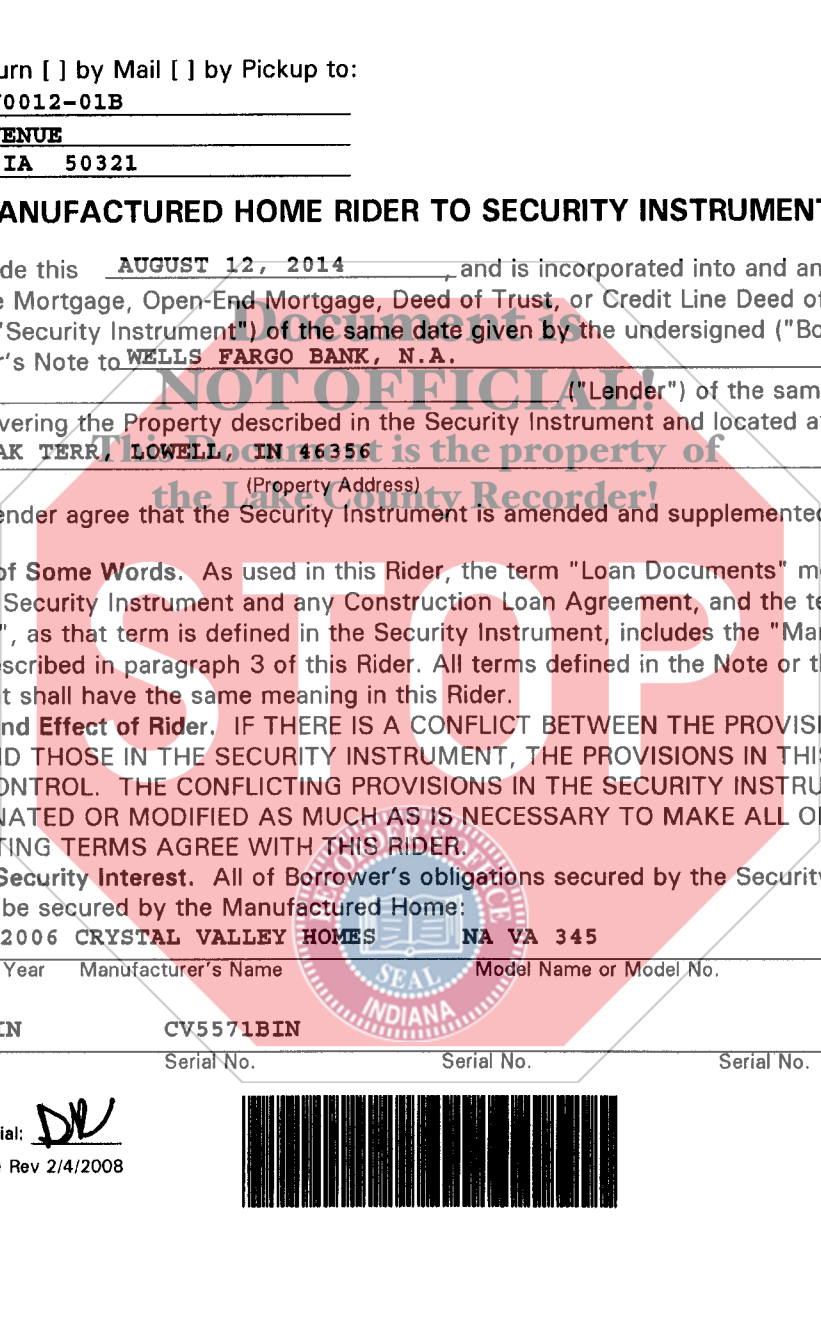 urn [ ] by Mail [ ] by Pickup to:
70012-01B
ENUE
IA 50321
ANUFACTURED HOME RIDER TO SECURITY INSTRUMENT
de this AUGUST 12, 2014 , and is incorporated into and am
e Mortgage, Open-End Mortgage, Deed of Trust, or Credit Line Deed of
"Security Instrument") of the same date given by the undersigned ("Bo
r's Note to WELLS FARGO BANK, N.A.
("Lender") of the sam
vering the Property described in the Security Instrument and located at
AK TERR, LOWELL, IN 46356
(Property Address)
ender agree that the Security Instrument is amended and supplemented
Document is
NOT OFFICIAL!
This Document is the property of
the Lake County Recorder!
of Some Words. As used in this Rider, the term "Loan Documents" m
Security Instrument and any Construction Loan Agreement, and the te
", as that term is defined in the Security Instrument, includes the "Ma
scribed in paragraph 3 of this Rider. All terms defined in the Note or th
t shall have the same meaning in this Rider.
nd Effect of Rider. IF THERE IS A CONFLICT BETWEEN THE PROVISI
D THOSE IN THE SECURITY INSTRUMENT, THE PROVISIONS IN THIS
ONTROL. THE CONFLICTING PROVISIONS IN THE SECURITY INSTRU
NATED OR MODIFIED AS MUCH AS IS NECESSARY TO MAKE ALL OF
TING TERMS AGREE WITH THIS RIDER.
Security Interest. All of Borrower's obligations secured by the Security
be secured by the Manufactured Home:
STOP
2006 CRYSTAL VALLEY HOMES NA VA 345
Year Manufacturer's Name Model Name or Model No.
SEAL
INDIANA
IN CV5571BIN
Serial No. Serial No. Serial No.
ial: DW
e Rev 2/4/2008